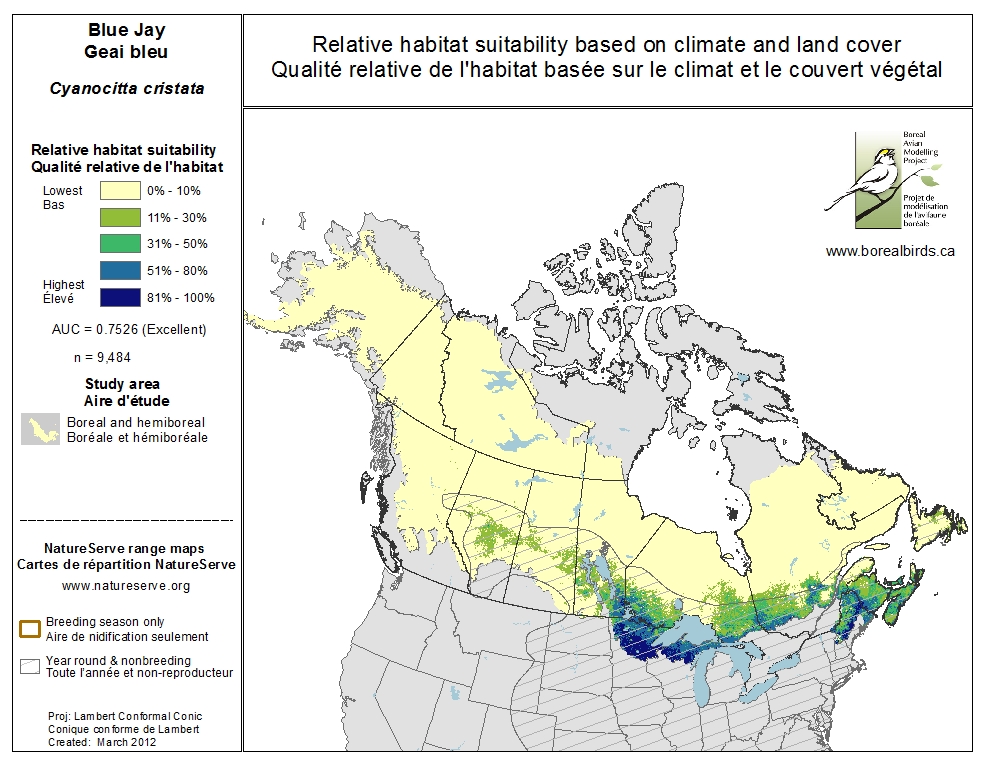 Blue Jay
Geai bleu
Cyanocitta cristata
Relative habitat suitability based on climate and land cover
Qualité relative de l'habitat basée sur le climat et le couvert végétal
Relative habitat suitability
Qualité relative de l'habitat
Lowest
Bas
0% - 10%
11% - 30%
31% - 50%
51% - 80%
Highest
Élevé
81% - 100%
AUC = 0.7526 (Excellent)
n = 9,484
Study area
Aire d'étude
Boreal and hemiboreal
Boréale et hémiboréale
NatureServe range maps
Cartes de répartition NatureServe
www.natureserve.org
Breeding season only
Aire de nidification seulement
Year round & nonbreeding
Toute l'année et non-reproducteur
Proj: Lambert Conformal Conic
Conique conforme de Lambert
Created: March 2012
Boreal
Avian
Modelling
Project
Projet de
modélisation
de l'avifaune
boréale
www.borealbirds.ca